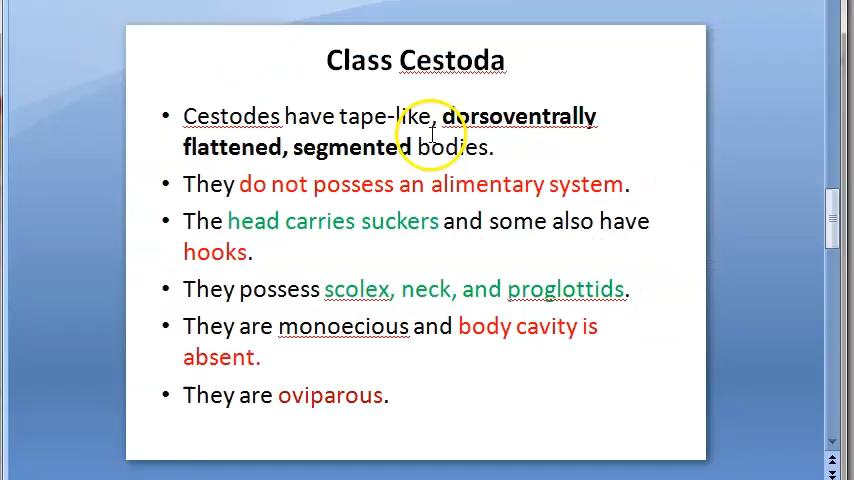 Class Cestoda
• Cestodes have tape-like, dorsoventrally
flattened, segmented bodies.
• They do not possess an alimentary system.
• The head carries suckers and some also have
hooks.
• They possess scolex, neck, and proglottids.
• They are monoecious and body cavity is
absent.
• They are oviparous.